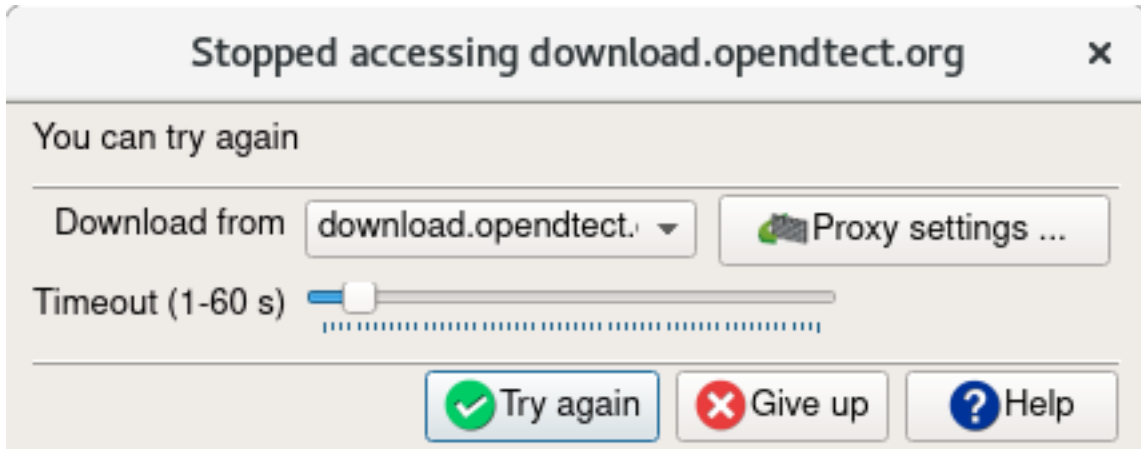 Stopped accessing download.opendtect.org
You can try again
Download from download.opendtect. Proxy settings ...
Timeout (1-60 s)
Try again Give up Help